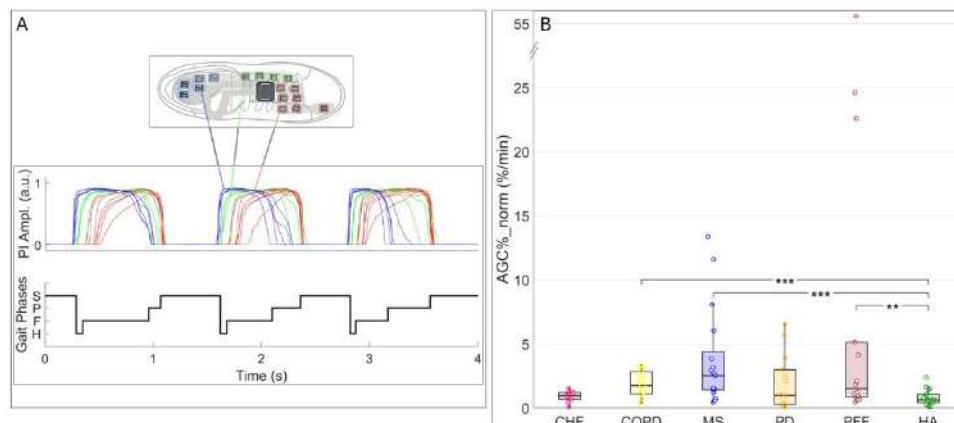 A
PI Ampl. (a.u.)
1
0
Gait Phases
S
P
F
H
0 1 2 3 4
Time (s)
B
AGC%_norm (%/min)
55
25
20
15
10
5
0
***
***
**
CHF COPD MS PD PFF HA